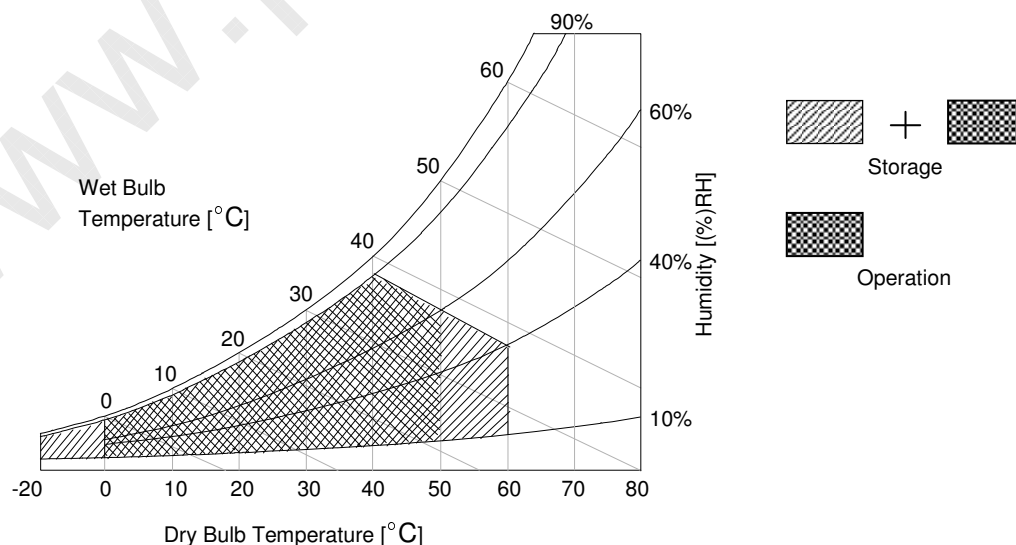 90%
60
60%
50
Wet Bulb
Temperature [°C]
Storage
Humidity [(%)RH]
40
40%
Operation
30
20
10
0
10%
-20 0 10 20 30 40 50 60 70 80
Dry Bulb Temperature [°C]